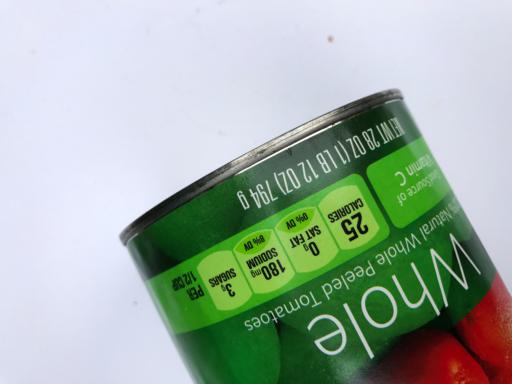 Whole
Natural Whole Peeled Tomatoes
Good Source of
Vitamin C
25
CALORIES
0g
SAT FAT
0% DV
180mg
SODIUM
8% DV
3g
SUGARS
PER
1/2 CUP
NET WT 28 OZ (1 LB 12 OZ) 794 g